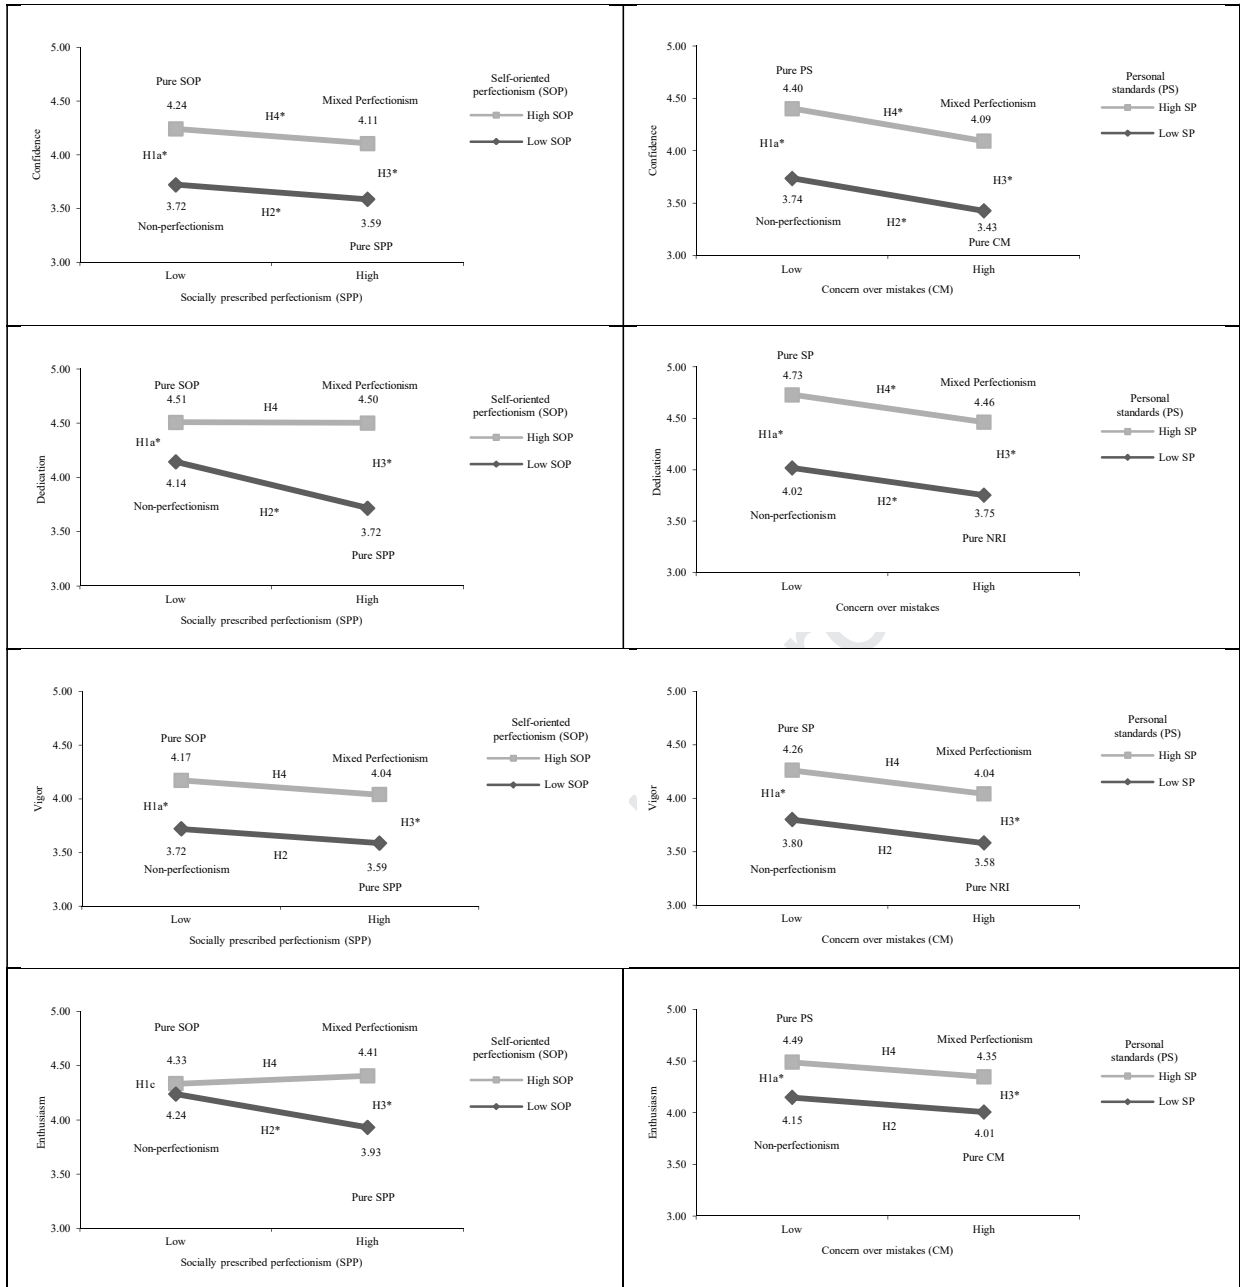 5.00
4.50
4.00
3.50
3.00
Confidence
Pure SOP
4.24
H4*
Mixed Perfectionism
4.11
H1a*
H3*
3.72
H2*
3.59
Non-perfectionism
Pure SPP
Low
High
Socially prescribed perfectionism (SPP)
Self-oriented
perfectionism (SOP)
High SOP
Low SOP
5.00
4.50
4.00
3.50
3.00
Confidence
Pure PS
4.40
H4*
Mixed Perfectionism
4.09
H1a*
H3*
3.74
H2*
3.43
Non-perfectionism
Pure CM
Low
High
Concern over mistakes (CM)
Personal
standards (PS)
High SP
Low SP
5.00
4.50
4.00
3.50
3.00
Dedication
Pure SOP
4.51
H4
Mixed Perfectionism
4.50
H1a*
H3*
4.14
H2*
3.72
Non-perfectionism
Pure SPP
Low
High
Socially prescribed perfectionism (SPP)
Self-oriented
perfectionism (SOP)
High SOP
Low SOP
5.00
4.50
4.00
3.50
3.00
Dedication
Pure SP
4.73
H4*
Mixed Perfectionism
4.46
H1a*
H3*
4.02
H2*
3.75
Non-perfectionism
Pure NRI
Low
High
Concern over mistakes
Personal
standards (PS)
High SP
Low SP
5.00
4.50
4.00
3.50
3.00
Vigor
Pure SOP
4.17
H4
Mixed Perfectionism
4.04
H1a*
H3*
3.72
H2
3.59
Non-perfectionism
Pure SPP
Low
High
Socially prescribed perfectionism (SPP)
Self-oriented
perfectionism (SOP)
High SOP
Low SOP
5.00
4.50
4.00
3.50
3.00
Vigor
Pure SP
4.26
H4
Mixed Perfectionism
4.04
H1a*
H3*
3.80
H2
3.58
Non-perfectionism
Pure NRI
Low
High
Concern over mistakes (CM)
Personal
standards (PS)
High SP
Low SP
5.00
4.50
4.00
3.50
3.00
Enthusiasm
Pure SOP
4.33
H4
Mixed Perfectionism
4.41
H1c
H3*
4.24
H2*
3.93
Non-perfectionism
Pure SPP
Low
High
Socially prescribed perfectionism (SPP)
Self-oriented
perfectionism (SOP)
High SOP
Low SOP
5.00
4.50
4.00
3.50
3.00
Enthusiasm
Pure PS
4.49
H4
Mixed Perfectionism
4.35
H1a*
H3*
4.15
H2
4.01
Non-perfectionism
Pure CM
Low
High
Concern over mistakes (CM)
Personal
standards (PS)
High SP
Low SP